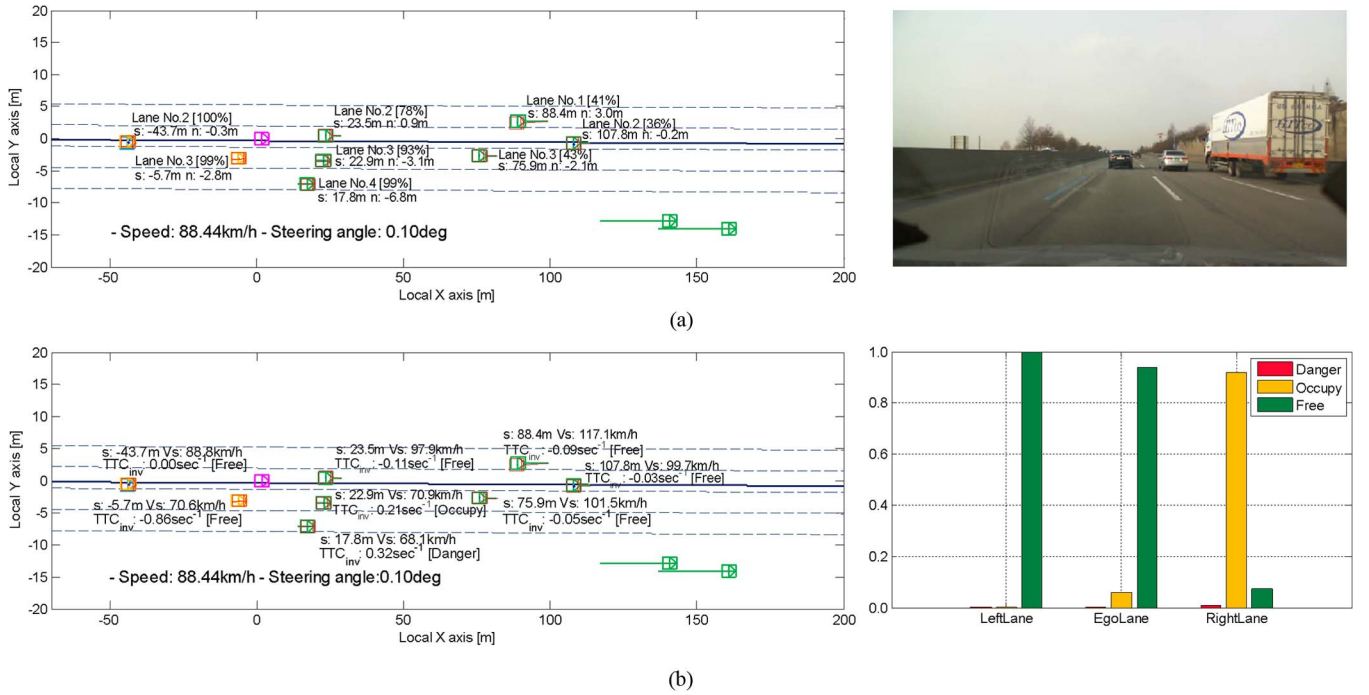 20
15
10
5
0
-5
-10
-15
-20
Local Y axis [m]
Lane No.2 [100%]
s: -43.7m n: -0.3m
Lane No.2 [78%]
s: 23.5m n: 0.9m
Lane No.1 [41%]
s: 88.4m n: 3.0m
Lane No.2 [36%]
s: 107.8m n: -0.2m
Lane No.3 [99%]
s: -5.7m n: -2.8m
Lane No.3 [93%]
s: 22.9m n: -3.1m
Lane No.3 [43%]
s: 75.9m n: -2.1m
Lane No.4 [99%]
s: 17.8m n: -6.8m
- Speed: 88.44km/h - Steering angle: 0.10deg
-50 0 50 100 150 200
Local X axis [m]
(a)
20
15
10
5
0
-5
-10
-15
-20
Local Y axis [m]
s: -43.7m Vs: 88.8km/h
TTCinv: 0.00sec-1 [Free]
s: 23.5m Vs: 97.9km/h
TTCinv: -0.11sec-1 [Free]
s: 88.4m Vs: 117.1km/h
TTCinv: -0.09sec-1 [Free]
s: 107.8m Vs: 99.7km/h
TTCinv: -0.03sec-1 [Free]
s: -5.7m Vs: 70.6km/h
TTCinv: -0.86sec-1 [Free]
s: 22.9m Vs: 70.9km/h
TTCinv: 0.21sec-1 [Occupy]
s: 75.9m Vs: 101.5km/h
TTCinv: -0.05sec-1 [Free]
s: 17.8m Vs: 68.1km/h
TTCinv: 0.32sec-1 [Danger]
- Speed: 88.44km/h - Steering angle:0.10deg
-50 0 50 100 150 200
Local X axis [m]
1.0
0.8
0.6
0.4
0.2
0.0
Danger
Occupy
Free
LeftLane EgoLane RightLane
(b)